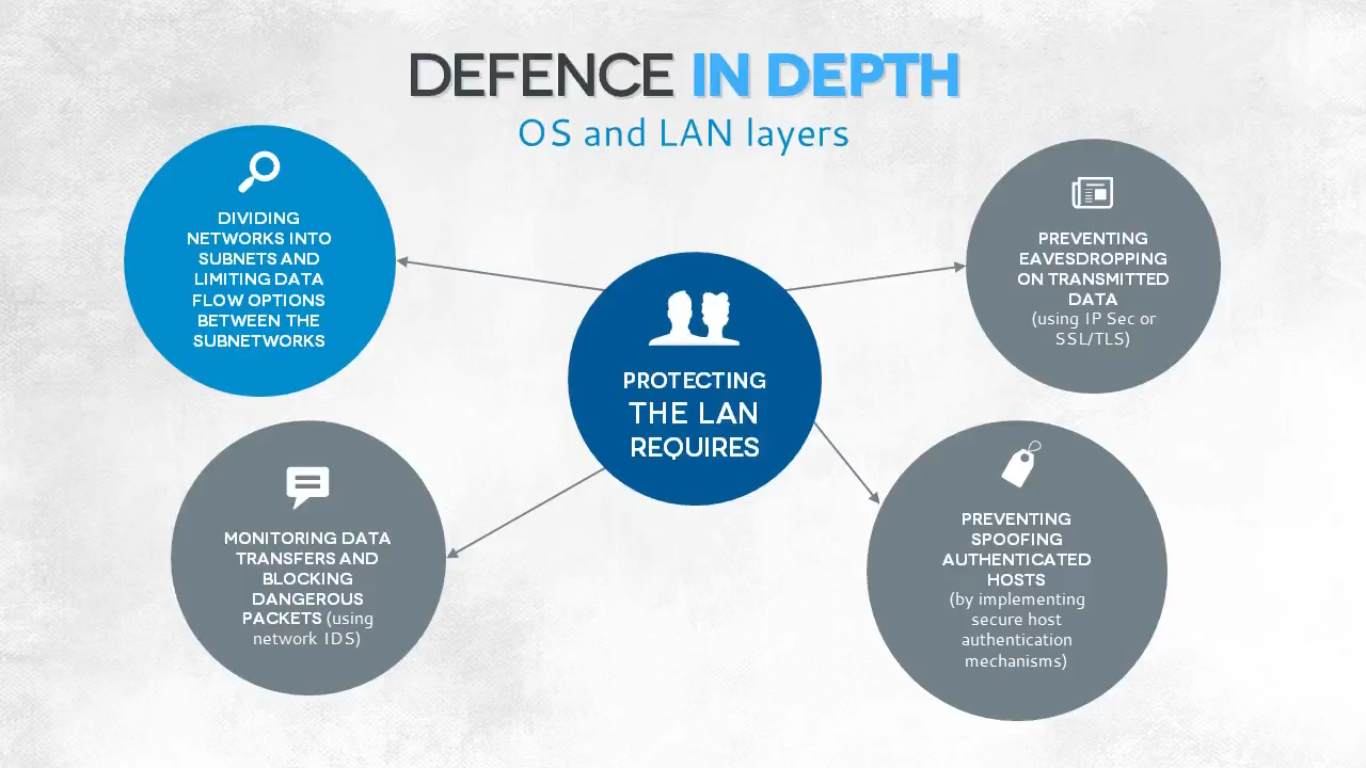 DEFENCE IN DEPTH
OS and LAN layers
DIVIDING
NETWORKS INTO
SUBNETS AND
LIMITING DATA
FLOW OPTIONS
BETWEEN THE
SUBNETWORKS
PREVENTING
EAVESDROPPING
ON TRANSMITTED
DATA
(using IP Sec or
SSL/TLS)
PROTECTING
THE LAN
REQUIRES
MONITORING DATA
TRANSFERS AND
BLOCKING
DANGEROUS
PACKETS (using
network IDS)
PREVENTING
SPOOFING
AUTHENTICATED
HOSTS
(by implementing
secure host
authentication
mechanisms)